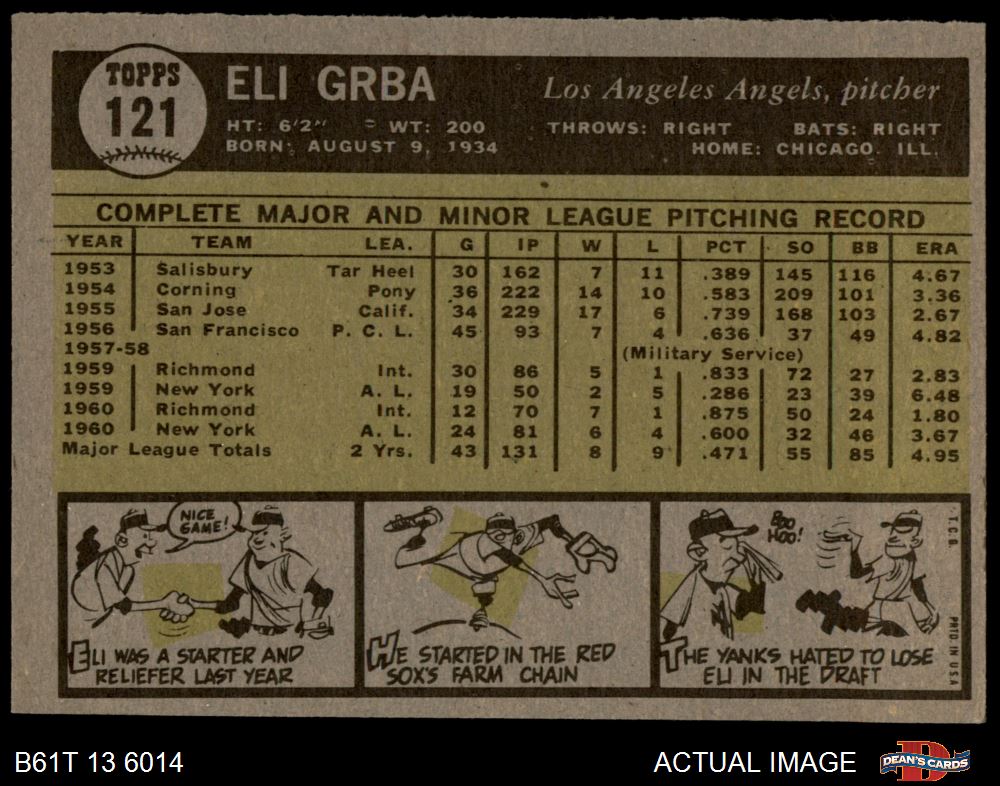 TOPPS
121
ELI GRBA
Los Angeles Angels, pitcher
HT: 6'2" WT: 200
THROWS: RIGHT BATS: RIGHT
BORN: AUGUST 9, 1934
HOME: CHICAGO, ILL.
COMPLETE MAJOR AND MINOR LEAGUE PITCHING RECORD
YEAR TEAM LEA. G IP W L PCT SO BB ERA
1953 Salisbury Tar Heel 30 162 7 11 .389 145 116 4.67
1954 Corning Pony 36 222 14 10 .583 209 101 3.36
1955 San Jose Calif. 34 229 17 6 .739 168 103 2.67
1956 San Francisco P. C. L. 45 93 7 4 .636 37 49 4.82
1957-58 (Military Service)
1959 Richmond Int. 30 86 5 1 .833 72 27 2.83
1959 New York A. L. 19 50 2 5 .286 23 39 6.48
1960 Richmond Int. 12 70 7 1 .875 50 24 1.80
1960 New York A. L. 24 81 6 4 .600 32 46 3.67
Major League Totals 2 Yrs. 43 131 8 9 .471 55 85 4.95
NICE
GAME!
ELI WAS A STARTER AND
RELIEFER LAST YEAR
HE STARTED IN THE RED
SOX'S FARM CHAIN
BOO
HOO!
THE YANKS HATED TO LOSE
ELI IN THE DRAFT
T.C.G.
PRTD. IN U.S.A.
B61T 13 6014
ACTUAL IMAGE
DEAN'S CARDS